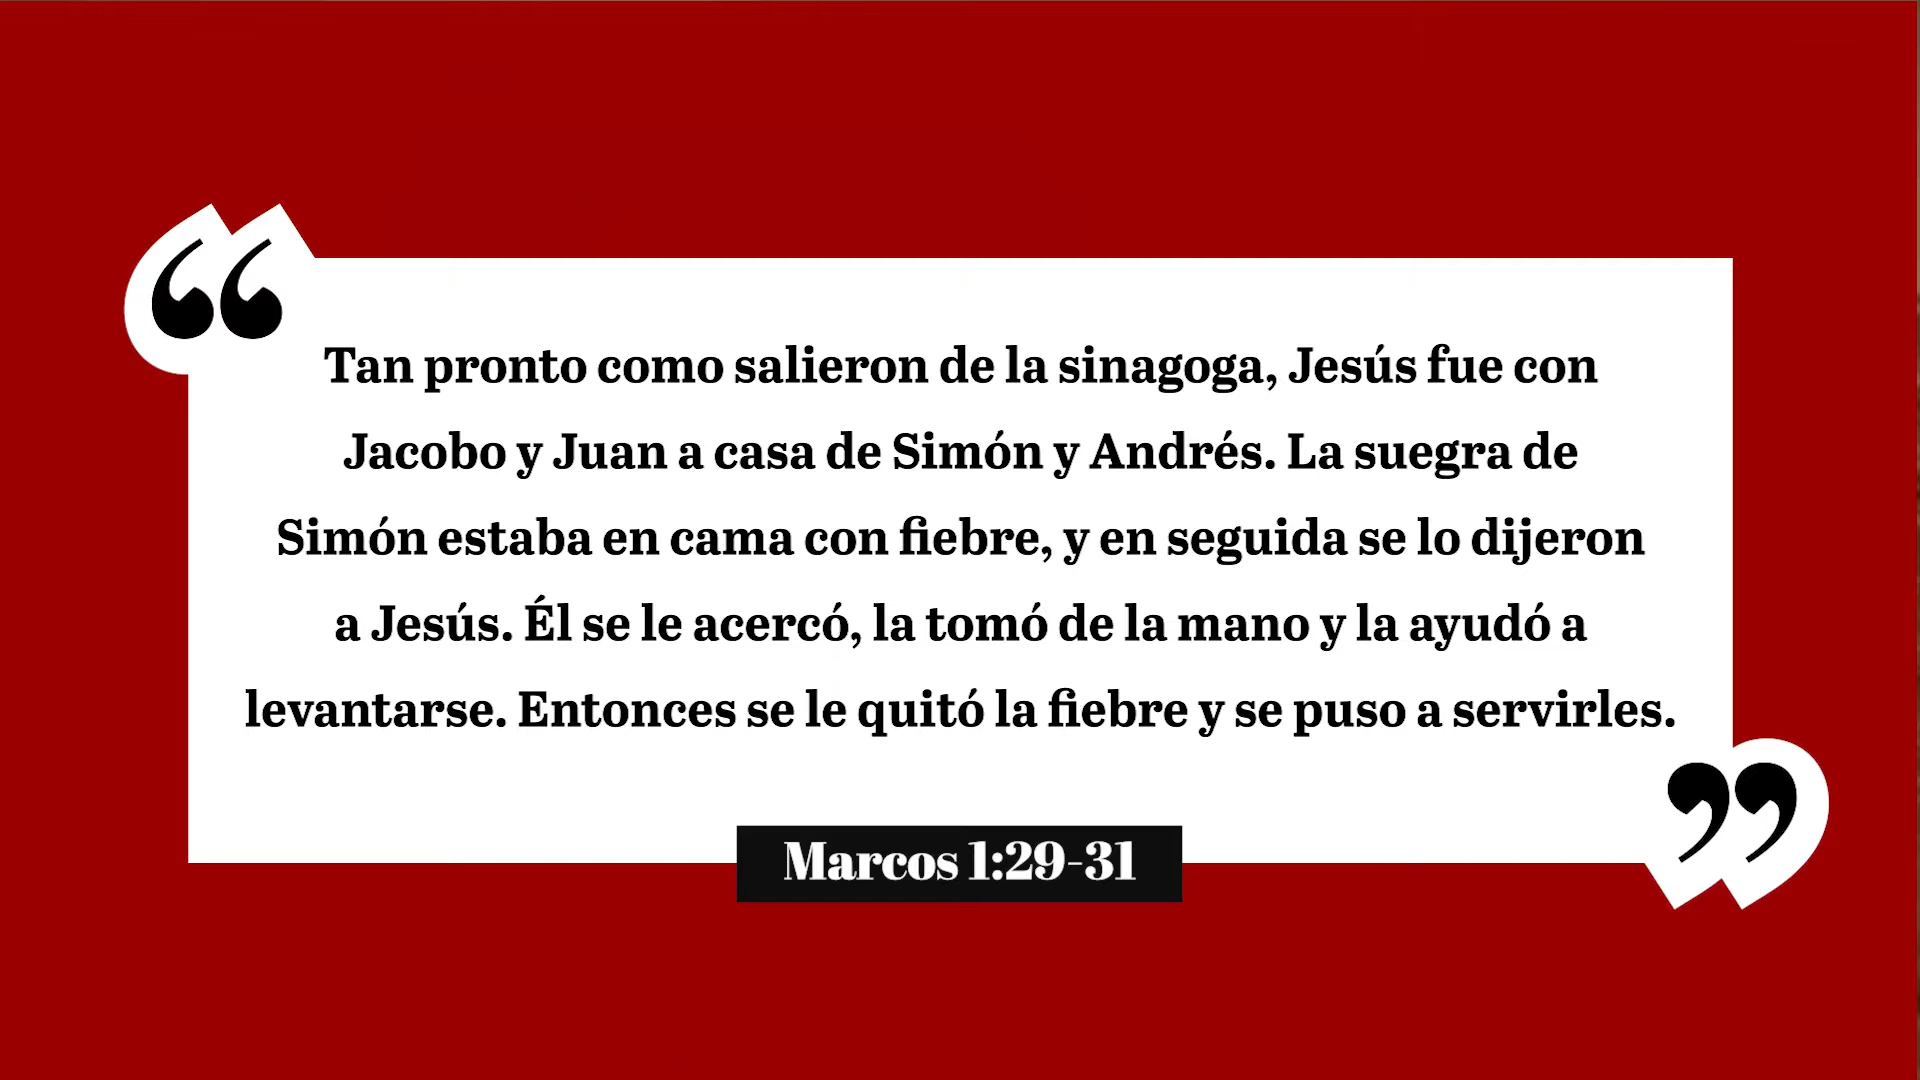 “
Tan pronto como salieron de la sinagoga, Jesús fue con
Jacobo y Juan a casa de Simón y Andrés. La suegra de
Simón estaba en cama con fiebre, y en seguida se lo dijeron
a Jesús. Él se le acercó, la tomó de la mano y la ayudó a
levantarse. Entonces se le quitó la fiebre y se puso a servirles.
”
Marcos 1:29-31